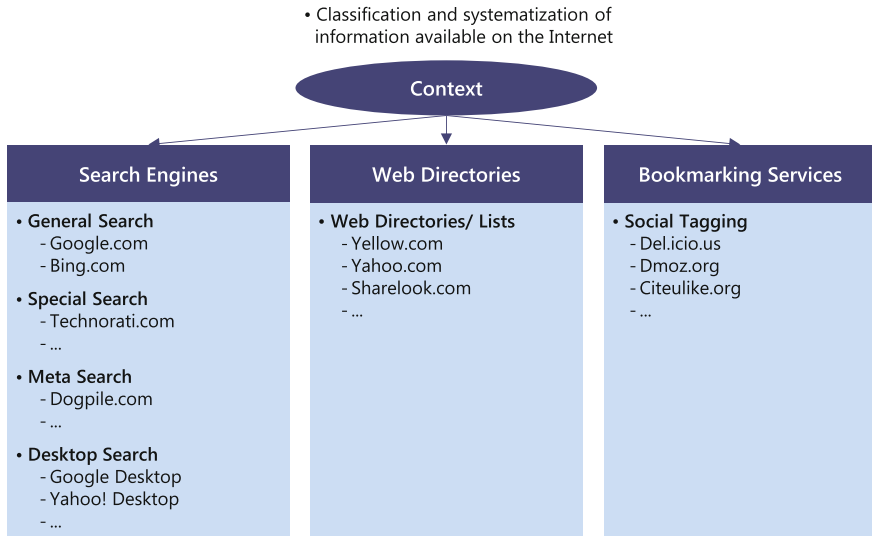 • Classification and systematization of
information available on the Internet
Context
Search Engines
• General Search
- Google.com
- Bing.com
• Special Search
- Technorati.com
- ...
• Meta Search
- Dogpile.com
- ...
• Desktop Search
- Google Desktop
- Yahoo! Desktop
- ...
Web Directories
• Web Directories/ Lists
- Yellow.com
- Yahoo.com
- Sharelook.com
- ...
Bookmarking Services
• Social Tagging
- Del.icio.us
- Dmoz.org
- Citeulike.org
- ...